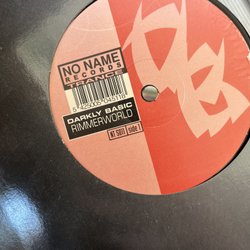 NO NAME
RECORDS
TRANCE
DARKLY BASIC
RIMMERWORLD
side 1